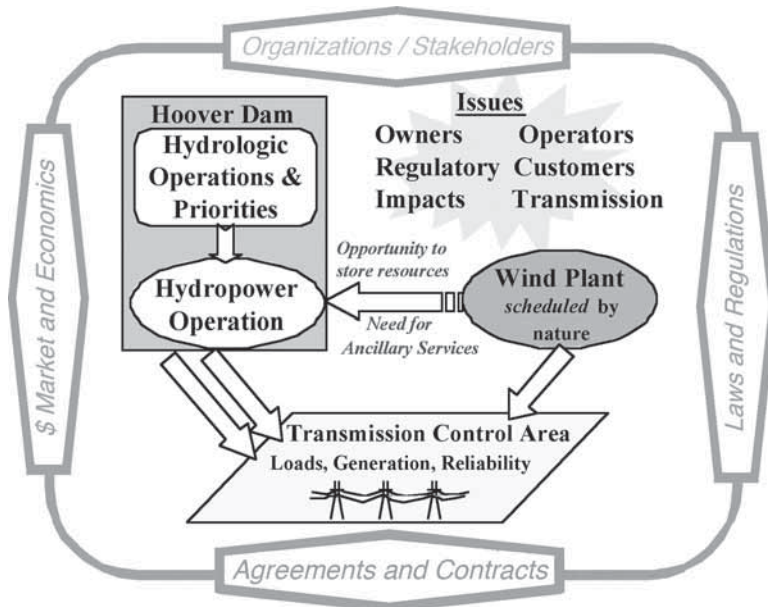 Organizations / Stakeholders
Hoover Dam
Hydrologic
Operations &
Priorities
Issues
Owners Operators
Regulatory Customers
Impacts Transmission
$ Market and Economics
Opportunity to
store resources
Hydropower
Operation
Need for
Ancillary Services
Wind Plant
scheduled by
nature
Laws and Regulations
Transmission Control Area
Loads, Generation, Reliability
Agreements and Contracts